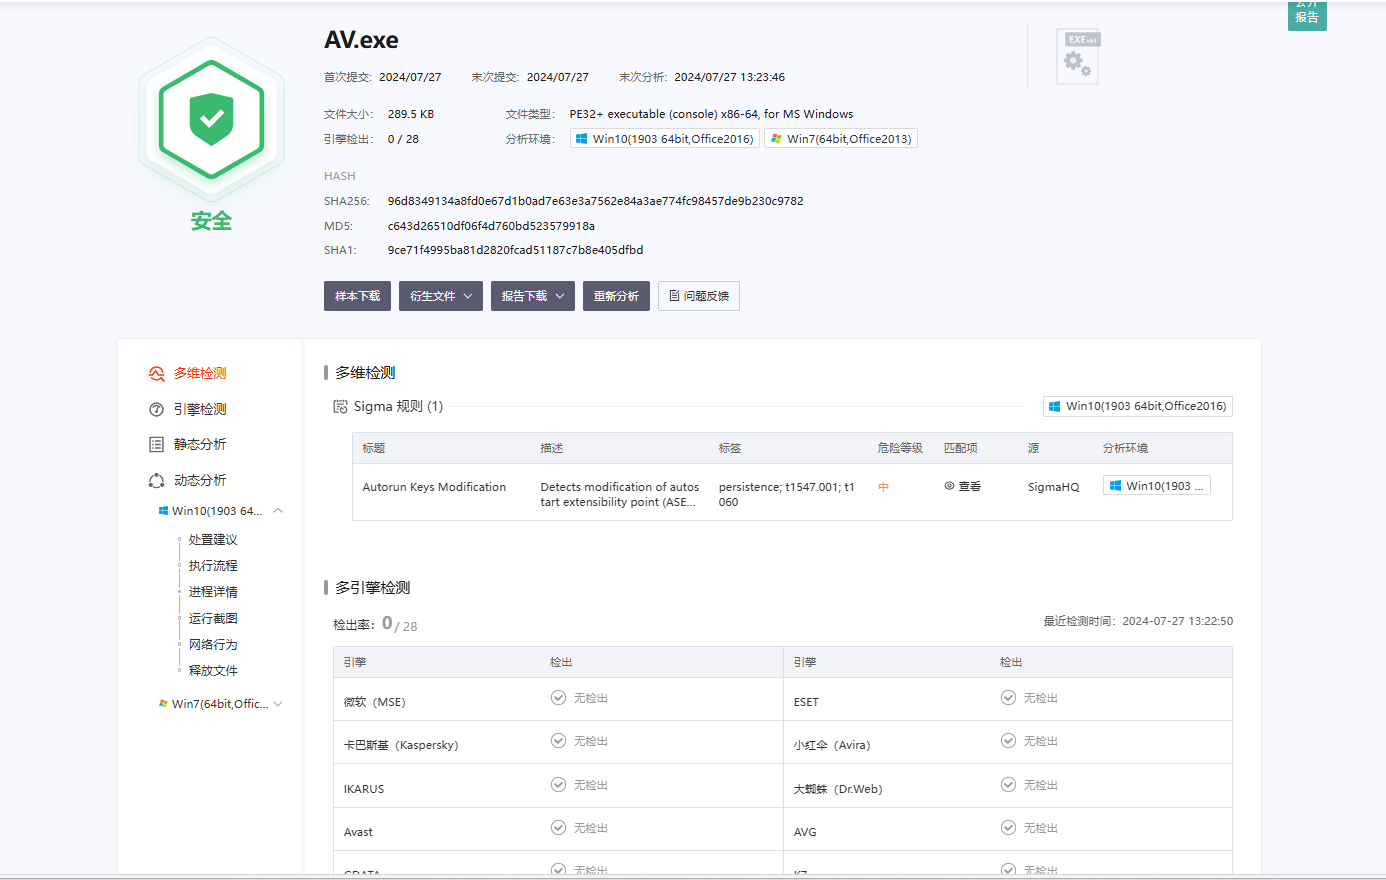 公开
报告
AV.exe
首次提交: 2024/07/27 末次提交: 2024/07/27 末次分析: 2024/07/27 13:23:46
EXEx64
文件大小: 289.5 KB 文件类型: PE32+ executable (console) x86-64, for MS Windows
引擎检出: 0 / 28 分析环境: Win10(1903 64bit,Office2016) Win7(64bit,Office2013)
安全
HASH
SHA256: 96d8349134a8fd0e67d1b0ad7e63e3a7562e84a3ae774fc98457de9b230c9782
MD5: c643d26510df06f4d760bd523579918a
SHA1: 9ce71f4995ba81d2820fcad51187c7b8e405dfbd
样本下载 衍生文件 报告下载 重新分析 问题反馈
多维检测
引擎检测
静态分析
动态分析
Win10(1903 64...
处置建议
执行流程
进程详情
运行截图
网络行为
释放文件
Win7(64bit,Offic...
多维检测
Sigma 规则 (1) Win10(1903 64bit,Office2016)
标题 描述 标签 危险等级 匹配项 源 分析环境
Autorun Keys Modification Detects modification of autos persistence; t1547.001; t1 中 查看 SigmaHQ Win10(1903 ...
tart extensibility point (ASE... 060
多引擎检测
检出率: 0 / 28 最近检测时间: 2024-07-27 13:22:50
引擎 检出 引擎 检出
微软（MSE） 无检出 ESET 无检出
卡巴斯基（Kaspersky） 无检出 小红伞（Avira） 无检出
IKARUS 无检出 大蜘蛛（Dr.Web） 无检出
Avast 无检出 AVG 无检出
GDATA 无检出 K7 无检出